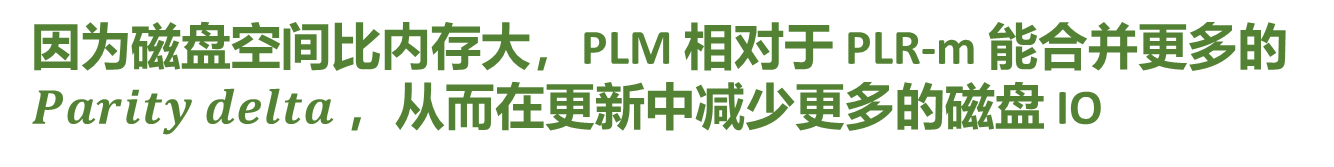 因为磁盘空间比内存大，PLM 相对于 PLR-m 能合并更多的
Parity delta ，从而在更新中减少更多的磁盘 IO